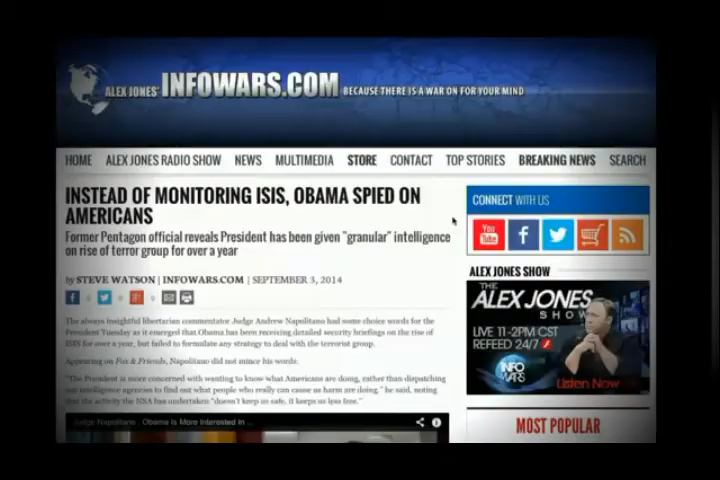 ALEX JONES' INFOWARS.COM BECAUSE THERE IS A WAR ON FOR YOUR MIND
HOME ALEX JONES RADIO SHOW NEWS MULTIMEDIA STORE CONTACT TOP STORIES BREAKING NEWS SEARCH
INSTEAD OF MONITORING ISIS, OBAMA SPIED ON
AMERICANS
Former Pentagon official reveals President has been given "granular" intelligence
on rise of terror group for over a year
by STEVE WATSON | INFOWARS.COM | SEPTEMBER 3, 2014
0 0 0
The always insightful libertarian commentator Judge Andrew Napolitano had some choice words for the
President Tuesday as it emerged that Obama has been receiving detailed security briefings on the rise of
ISIS for over a year, but failed to formulate any strategy to deal with the terrorist group.
Appearing on Fox & Friends, Napolitano did not mince his words.
"The President is more concerned with wanting to know what Americans are doing, rather than dispatching
our intelligence agencies to find out what people who really can cause us harm are doing." he said, noting
that the activity the NSA has undertaken "doesn't keep us safe, it keeps us less free."
Judge Napolitano: Obama Is More Interested In ...
CONNECT WITH US
You
Tube
ALEX JONES SHOW
THE
ALEX JONES
SHOW
LIVE 11-2PM CST
REFEED 24/7
INFO
WARS
Listen Now
MOST POPULAR